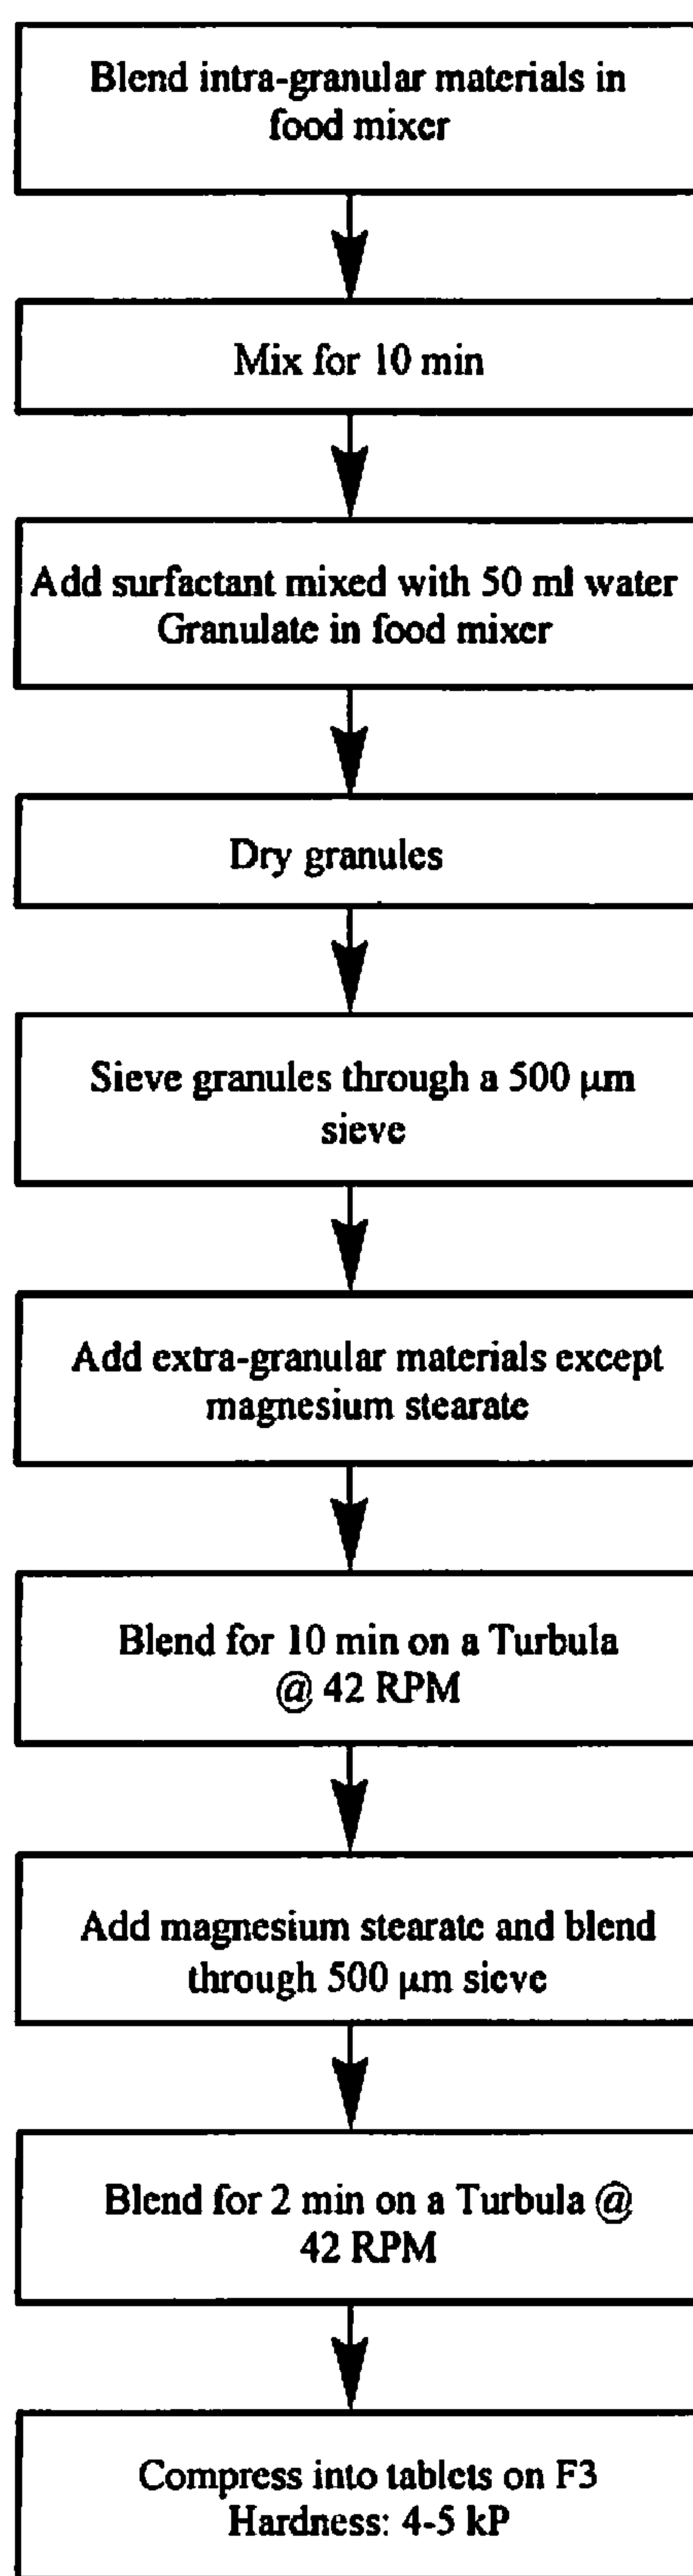 Blend intra-granular materials in
food mixer
Mix for 10 min
Add surfactant mixed with 50 ml water
Granulate in food mixer
Dry granules
Sieve granules through a 500 µm
sieve
Add extra-granular materials except
magnesium stearate
Blend for 10 min on a Turbula
@ 42 RPM
Add magnesium stearate and blend
through 500 µm sieve
Blend for 2 min on a Turbula @
42 RPM
Compress into tablets on F3
Hardness: 4-5 kP